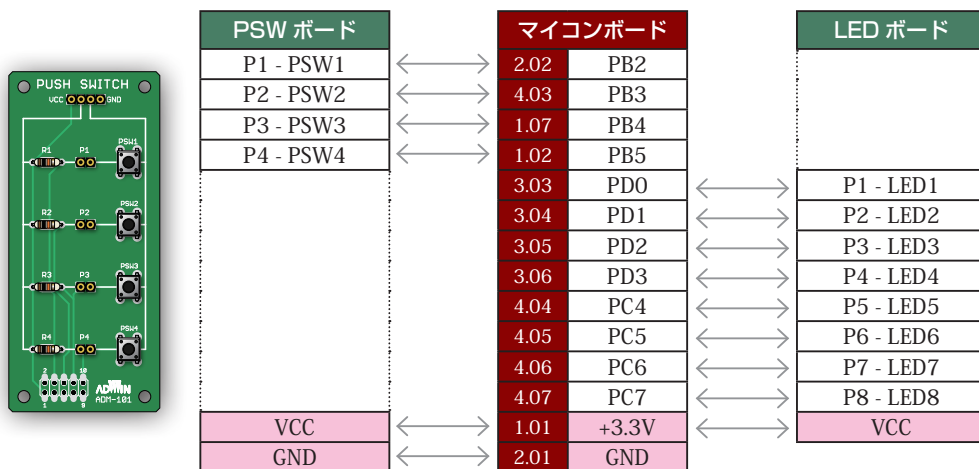 PSW ボード マイコンボード LED ボード
P1 - PSW1 2.02 PB2
P2 - PSW2 4.03 PB3
P3 - PSW3 1.07 PB4
P4 - PSW4 1.02 PB5
3.03 PD0 P1 - LED1
3.04 PD1 P2 - LED2
3.05 PD2 P3 - LED3
3.06 PD3 P4 - LED4
4.04 PC4 P5 - LED5
4.05 PC5 P6 - LED6
4.06 PC6 P7 - LED7
4.07 PC7 P8 - LED8
VCC 1.01 +3.3V VCC
GND 2.01 GND
PUSH SWITCH
VCC GND
R1 P1 PSW1
R2 P2 PSW2
R3 P3 PSW3
R4 P4 PSW4
2 10
1 9
ADM-101